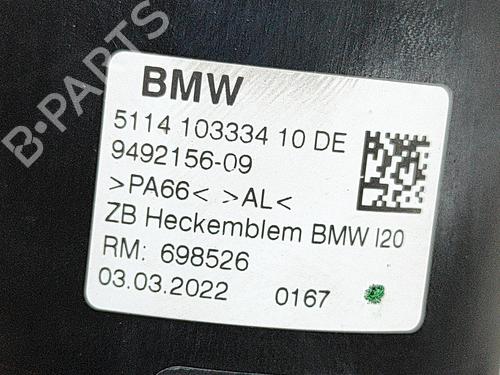 B-PARTS
BMW
5114 103334 10 DE
9492156-09
>PA66< >AL<
ZB Heckemblem BMW I20
RM: 698526
03.03.2022 0167